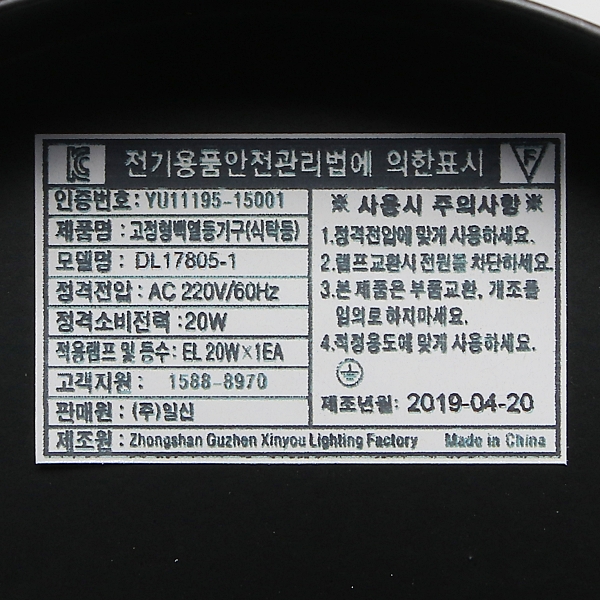 전기용품안전관리법에 의한표시
F
인증번호 : YU11195-15001
제품명 : 고정형백열등기구(식탁등)
모델명 : DL17805-1
정격전압 : AC 220V/60Hz
정격소비전력 : 20W
적용램프 및 등수 : EL 20W×1EA
고객지원 : 1588-8970
판매원 : (주)일신
제조원 : Zhongshan Guzhen Xinyou Lighting Factory Made in China
※ 사용시 주의사항 ※
1.정격전압에 맞게 사용하세요.
2.램프교환시 전원을 차단하세요.
3.본 제품은 부품교환, 개조를
임의로 하지마세요.
4.적정용도에 맞게 사용하세요.
제조년월: 2019-04-20